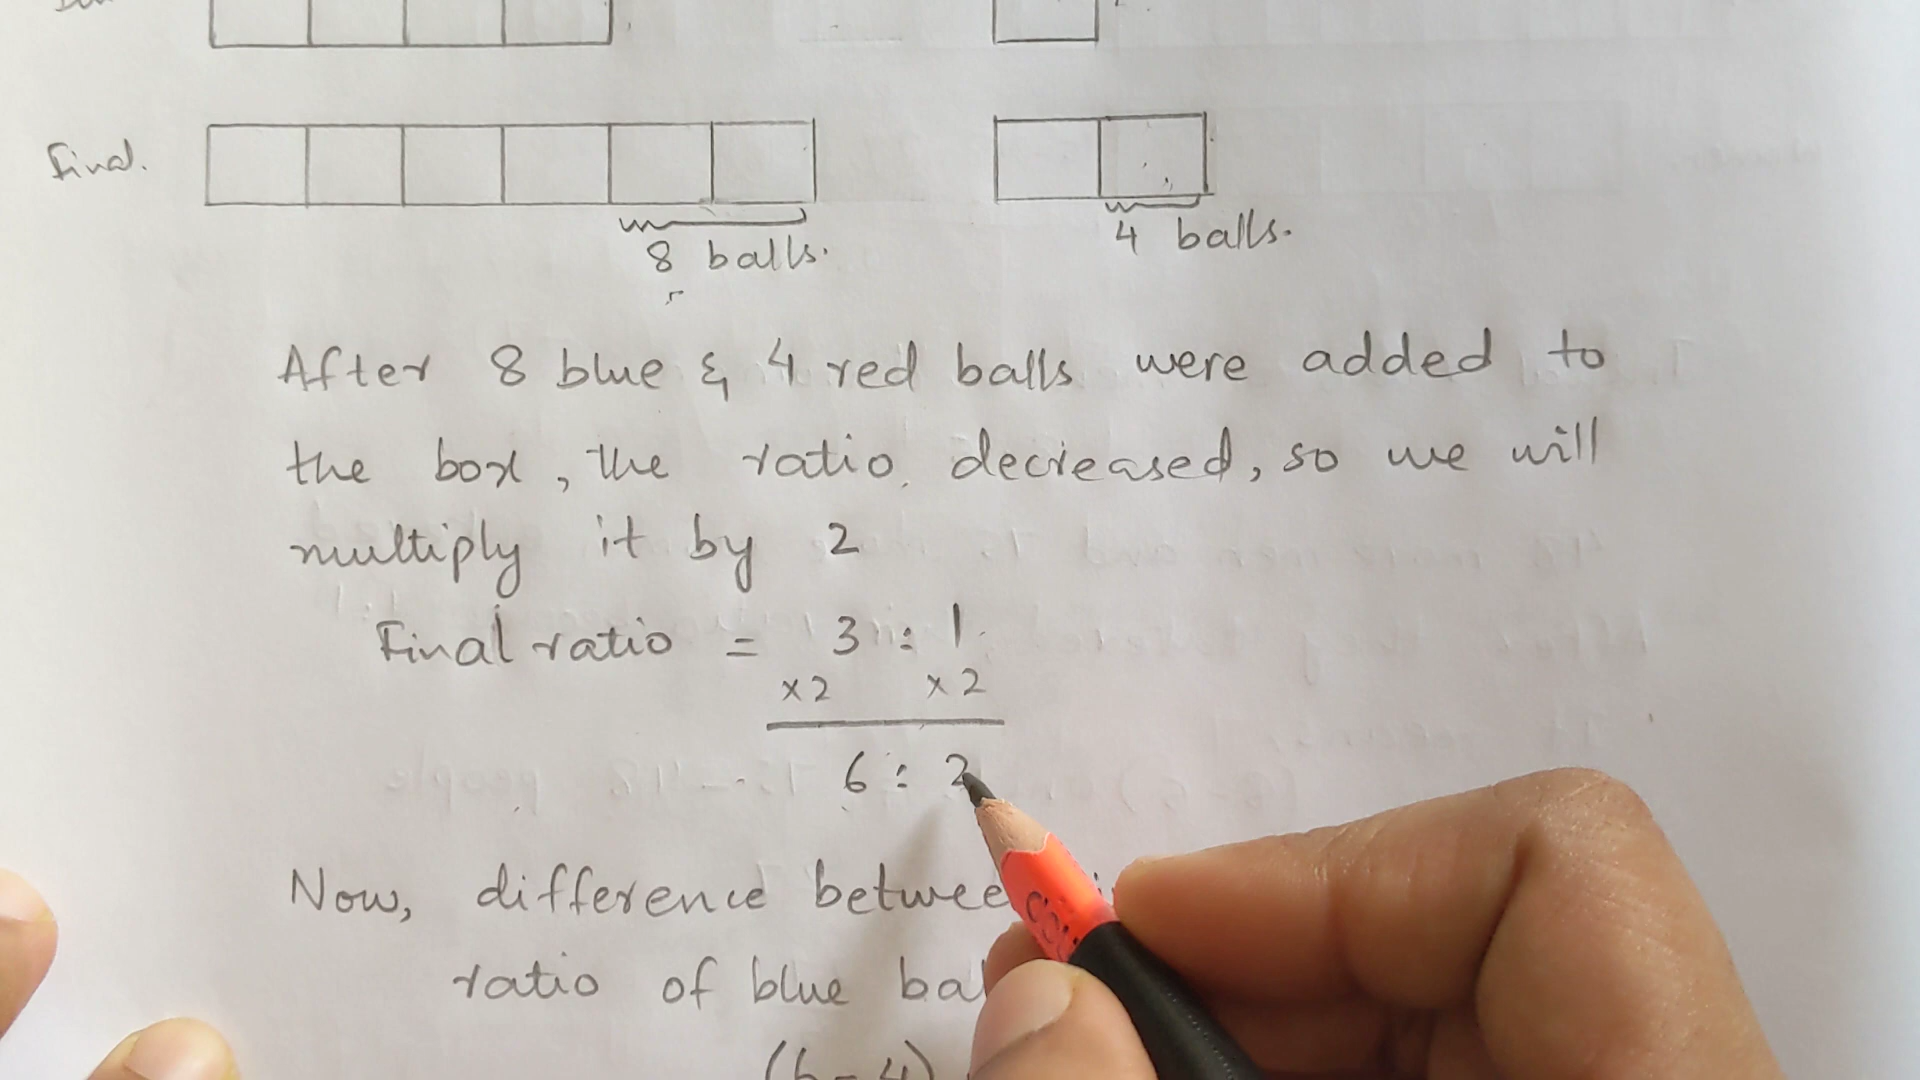 Final.
8 balls.
4 balls.
After 8 blue & 4 red balls were added to
the box, the ratio decreased, so we will
multiply it by 2
Final ratio = 3 : 1
×2 ×2
6 : 2
Now, difference
ratio of blue
(6-4)